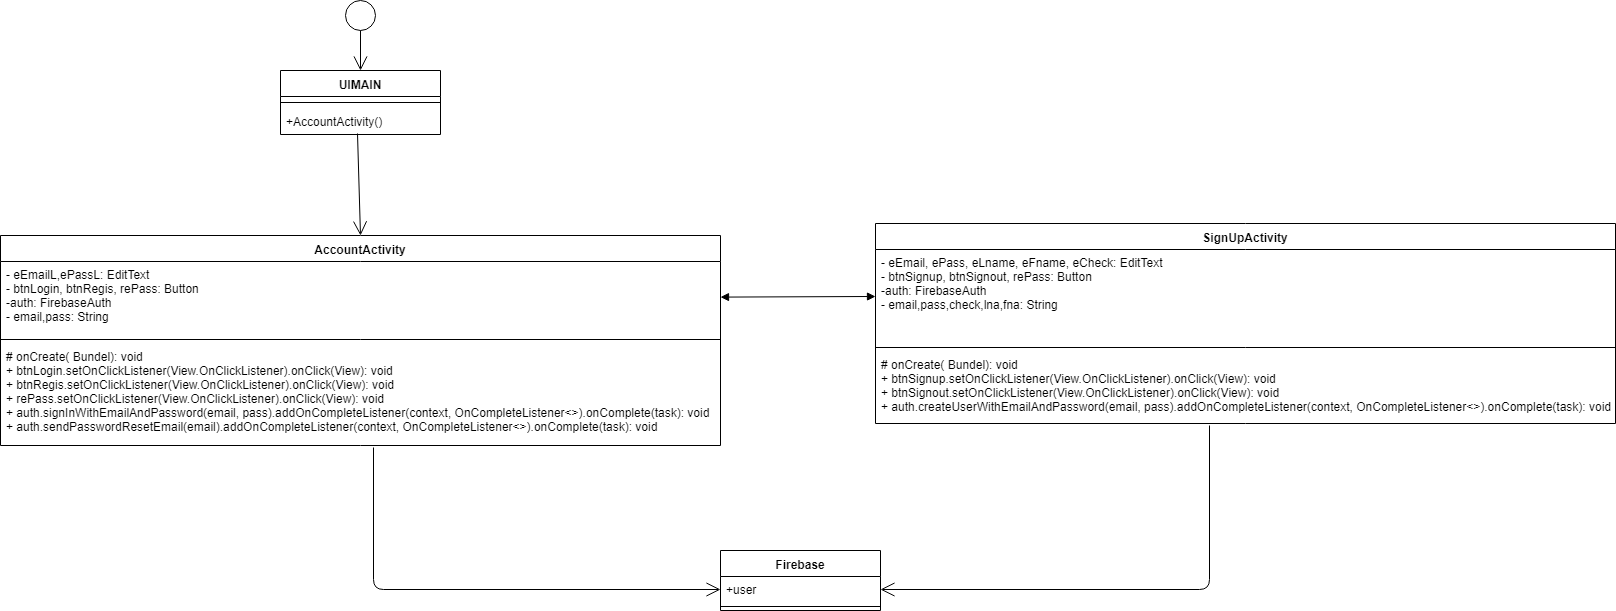 UIMAIN
+AccountActivity()
AccountActivity
- eEmailL,ePassL: EditText
- btnLogin, btnRegis, rePass: Button
-auth: FirebaseAuth
- email,pass: String
# onCreate( Bundel): void
+ btnLogin.setOnClickListener(View.OnClickListener).onClick(View): void
+ btnRegis.setOnClickListener(View.OnClickListener).onClick(View): void
+ rePass.setOnClickListener(View.OnClickListener).onClick(View): void
+ auth.signInWithEmailAndPassword(email, pass).addOnCompleteListener(context, OnCompleteListener<>).onComplete(task): void
+ auth.sendPasswordResetEmail(email).addOnCompleteListener(context, OnCompleteListener<>).onComplete(task): void
SignUpActivity
- eEmail, ePass, eLname, eFname, eCheck: EditText
- btnSignup, btnSignout, rePass: Button
-auth: FirebaseAuth
- email,pass,check,lna,fna: String
# onCreate( Bundel): void
+ btnSignup.setOnClickListener(View.OnClickListener).onClick(View): void
+ btnSignout.setOnClickListener(View.OnClickListener).onClick(View): void
+ auth.createUserWithEmailAndPassword(email, pass).addOnCompleteListener(context, OnCompleteListener<>).onComplete(task): void
Firebase
+user